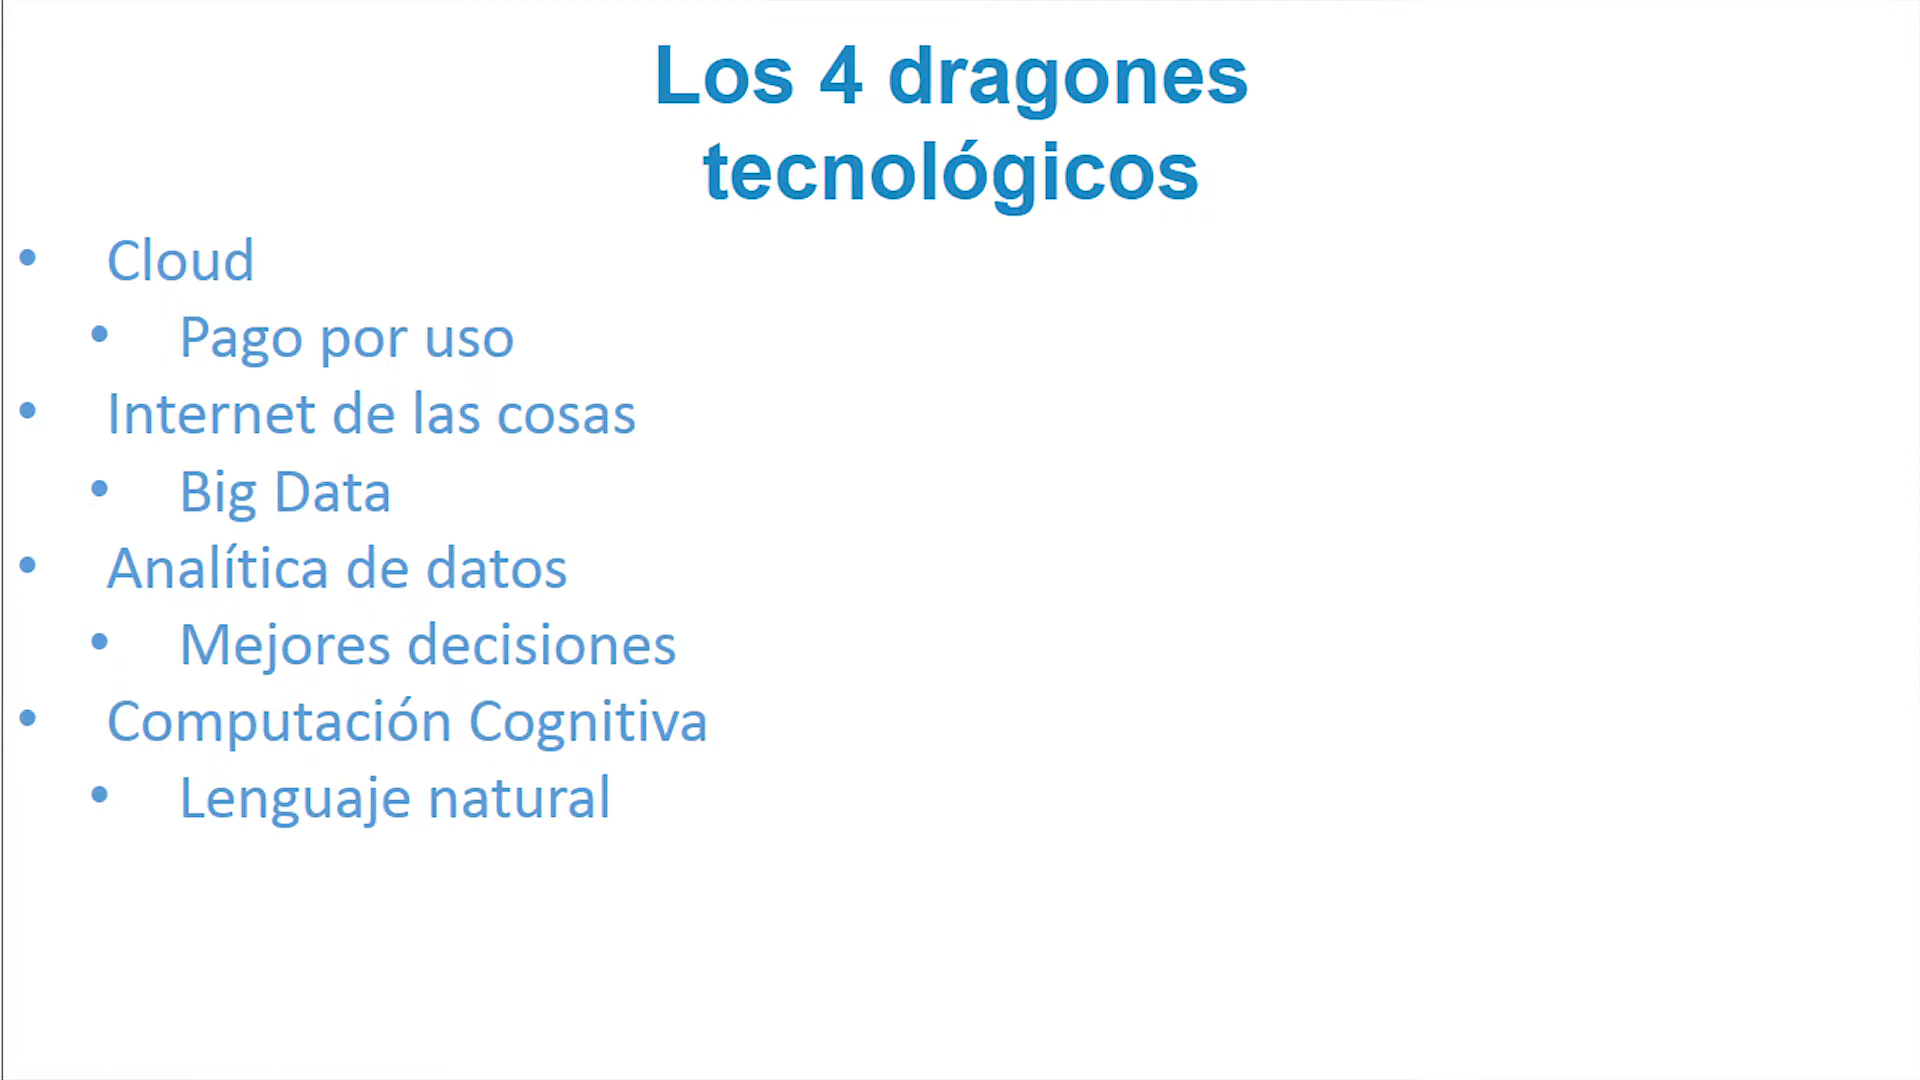 Los 4 dragones
tecnológicos
• Cloud
• Pago por uso
• Internet de las cosas
• Big Data
• Analítica de datos
• Mejores decisiones
• Computación Cognitiva
• Lenguaje natural